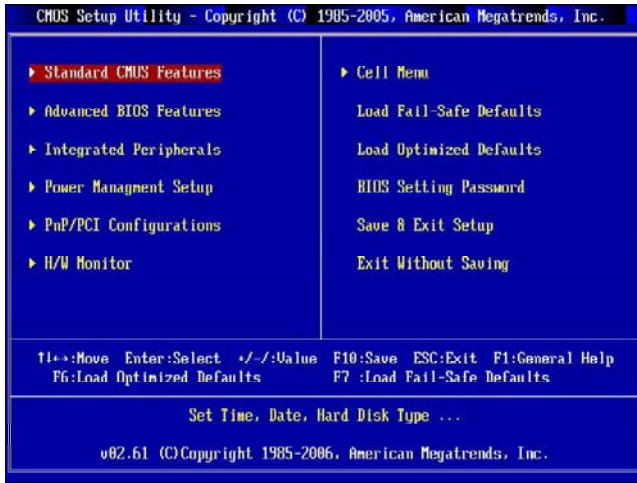 CMOS Setup Utility - Copyright (C) 1985-2005, American Megatrends, Inc.
Standard CMOS Features
Advanced BIOS Features
Integrated Peripherals
Power Managment Setup
PnP/PCI Configurations
H/W Monitor
Cell Menu
Load Fail-Safe Defaults
Load Optimized Defaults
BIOS Setting Password
Save & Exit Setup
Exit Without Saving
↑↓←→:Move Enter:Select +/-/:Value F10:Save ESC:Exit F1:General Help
F6:Load Optimized Defaults F7 :Load Fail-Safe Defaults
Set Time, Date, Hard Disk Type ...
v02.61 (C)Copyright 1985-2006, American Megatrends, Inc.